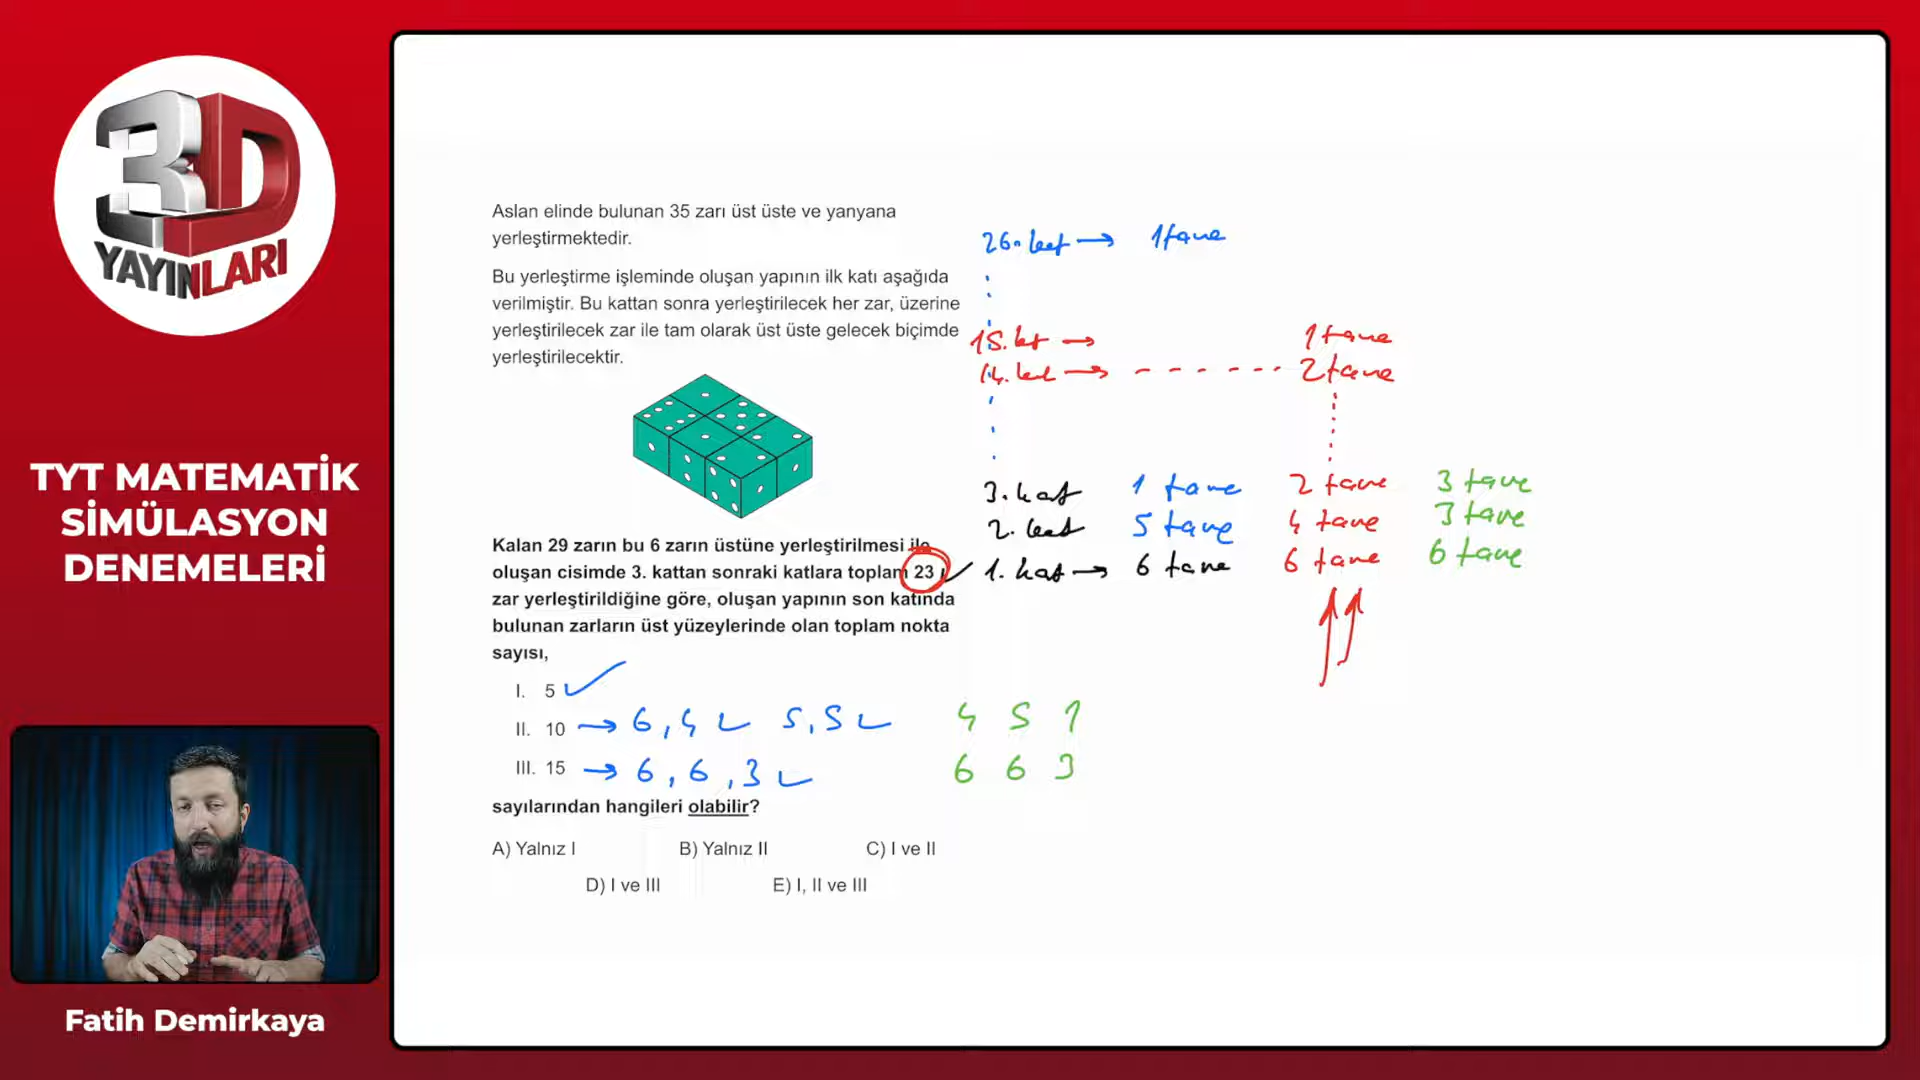 3D
YAYINLARI
TYT MATEMATİK
SİMÜLASYON
DENEMELERİ
Fatih Demirkaya
Aslan elinde bulunan 35 zarı üst üste ve yanyana
yerleştirmektedir.
Bu yerleştirme işleminde oluşan yapının ilk katı aşağıda
verilmiştir. Bu kattan sonra yerleştirilecek her zar, üzerine
yerleştirilecek zar ile tam olarak üst üste gelecek biçimde
yerleştirilecektir.
Kalan 29 zarın bu 6 zarın üstüne yerleştirilmesi ile
oluşan cisimde 3. kattan sonraki katlara toplam 23
zar yerleştirildiğine göre, oluşan yapının son katında
bulunan zarların üst yüzeylerinde olan toplam nokta
sayısı,
I. 5
II. 10 → 6, 4 5, 5 4 5 1
III. 15 → 6, 6, 3 6 6 3
sayılarından hangileri olabilir?
A) Yalnız I B) Yalnız II C) I ve II
D) I ve III E) I, II ve III
26. kat → 1 tane
15. kat → 1 tane
14. kat → - - - - - - 2 tane
3. kat 1 tane 2 tane 3 tane
2. kat 5 tane 4 tane 3 tane
1. kat → 6 tane 6 tane 6 tane